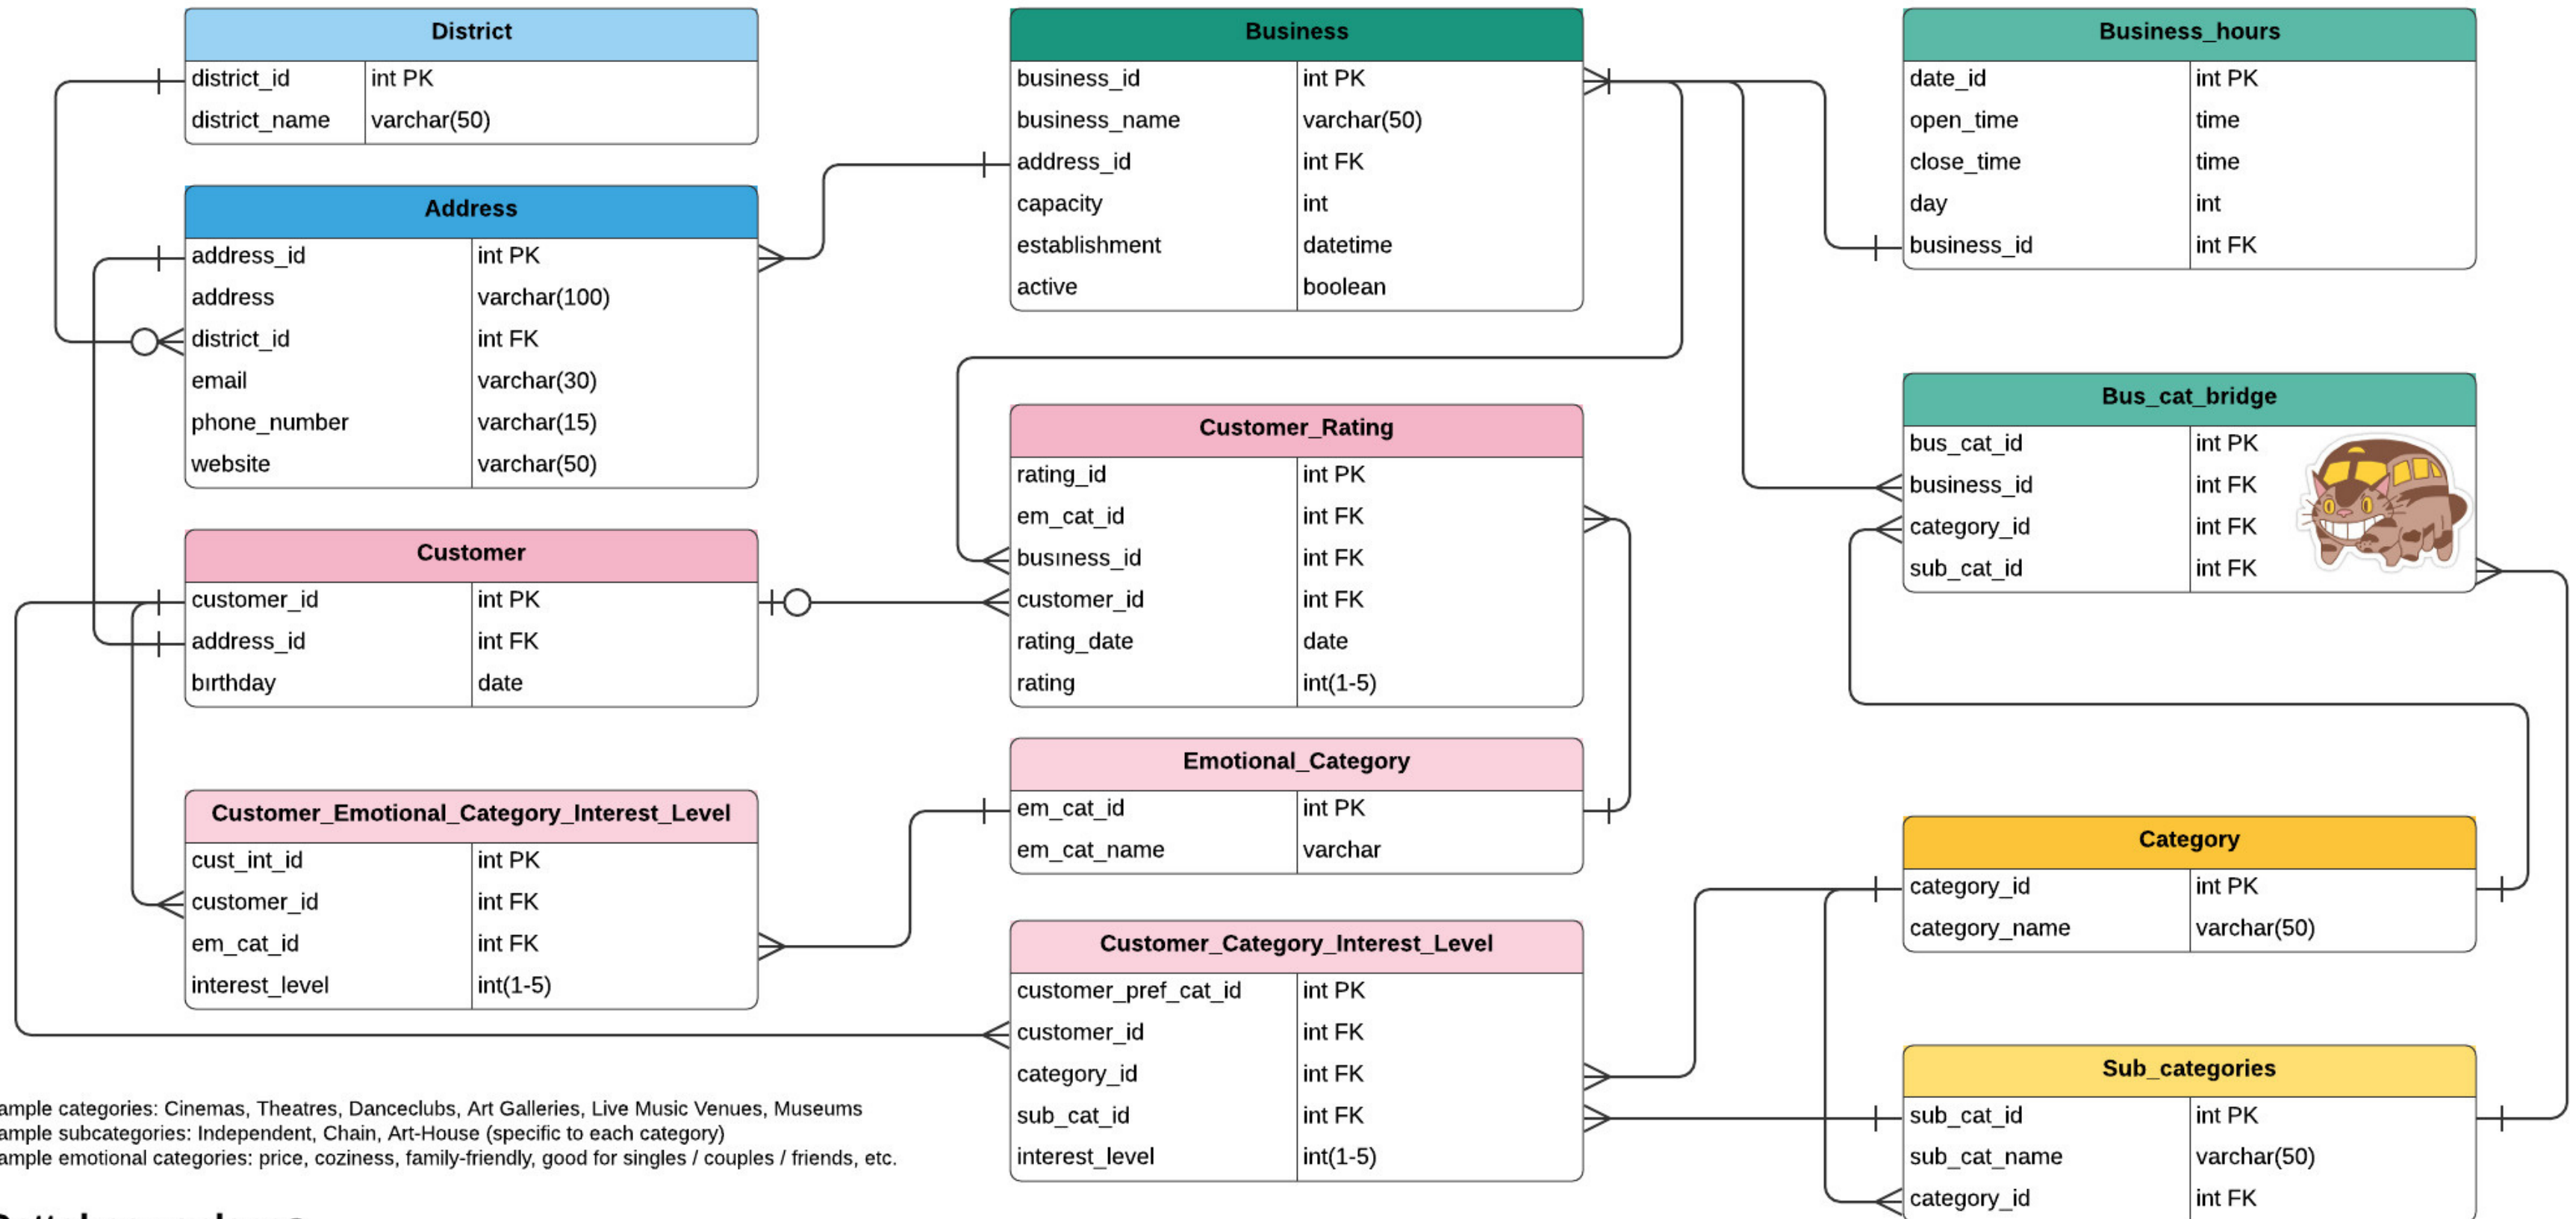 District
district_id int PK
district_name varchar(50)
Address
address_id int PK
address varchar(100)
district_id int FK
email varchar(30)
phone_number varchar(15)
website varchar(50)
Customer
customer_id int PK
address_id int FK
bırthday date
Customer_Emotional_Category_Interest_Level
cust_int_id int PK
customer_id int FK
em_cat_id int FK
interest_level int(1-5)
Business
business_id int PK
business_name varchar(50)
address_id int FK
capacity int
establishment datetime
active boolean
Customer_Rating
rating_id int PK
em_cat_id int FK
busıness_id int FK
customer_id int FK
rating_date date
rating int(1-5)
Emotional_Category
em_cat_id int PK
em_cat_name varchar
Customer_Category_Interest_Level
customer_pref_cat_id int PK
customer_id int FK
category_id int FK
sub_cat_id int FK
interest_level int(1-5)
Business_hours
date_id int PK
open_time time
close_time time
day int
business_id int FK
Bus_cat_bridge
bus_cat_id int PK
business_id int FK
category_id int FK
sub_cat_id int FK
Category
category_id int PK
category_name varchar(50)
Sub_categories
sub_cat_id int PK
sub_cat_name varchar(50)
category_id int FK
ample categories: Cinemas, Theatres, Danceclubs, Art Galleries, Live Music Venues, Museums
ample subcategories: Independent, Chain, Art-House (specific to each category)
ample emotional categories: price, coziness, family-friendly, good for singles / couples / friends, etc.